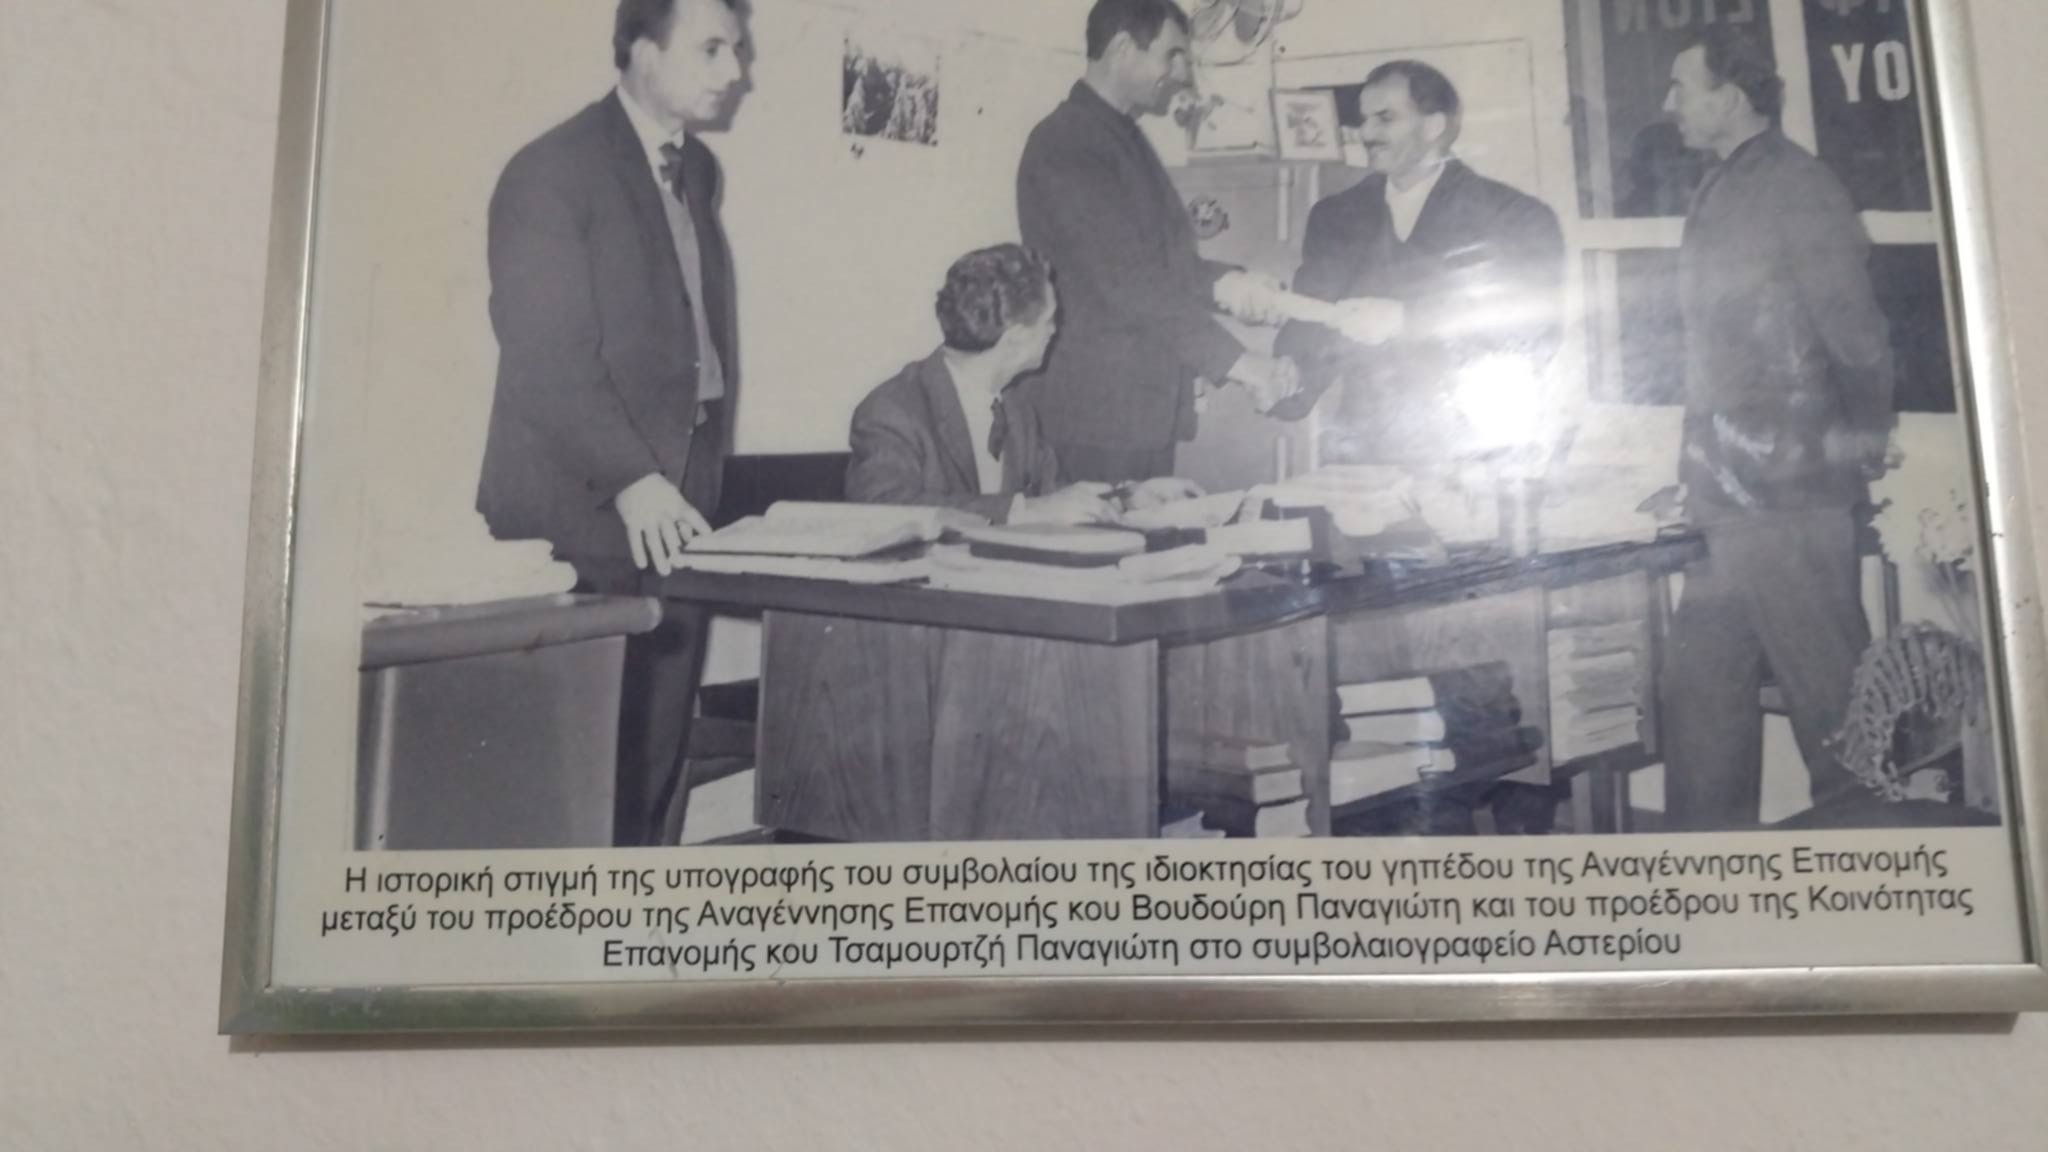 ΥΟ
Η ιστορική στιγμή της υπογραφής του συμβολαίου της ιδιοκτησίας του γηπέδου της Αναγέννησης Επανομής
μεταξύ του προέδρου της Αναγέννησης Επανομής κου Βουδούρη Παναγιώτη και του προέδρου της Κοινότητας
Επανομής κου Τσαμουρτζή Παναγιώτη στο συμβολαιογραφείο Αστερίου